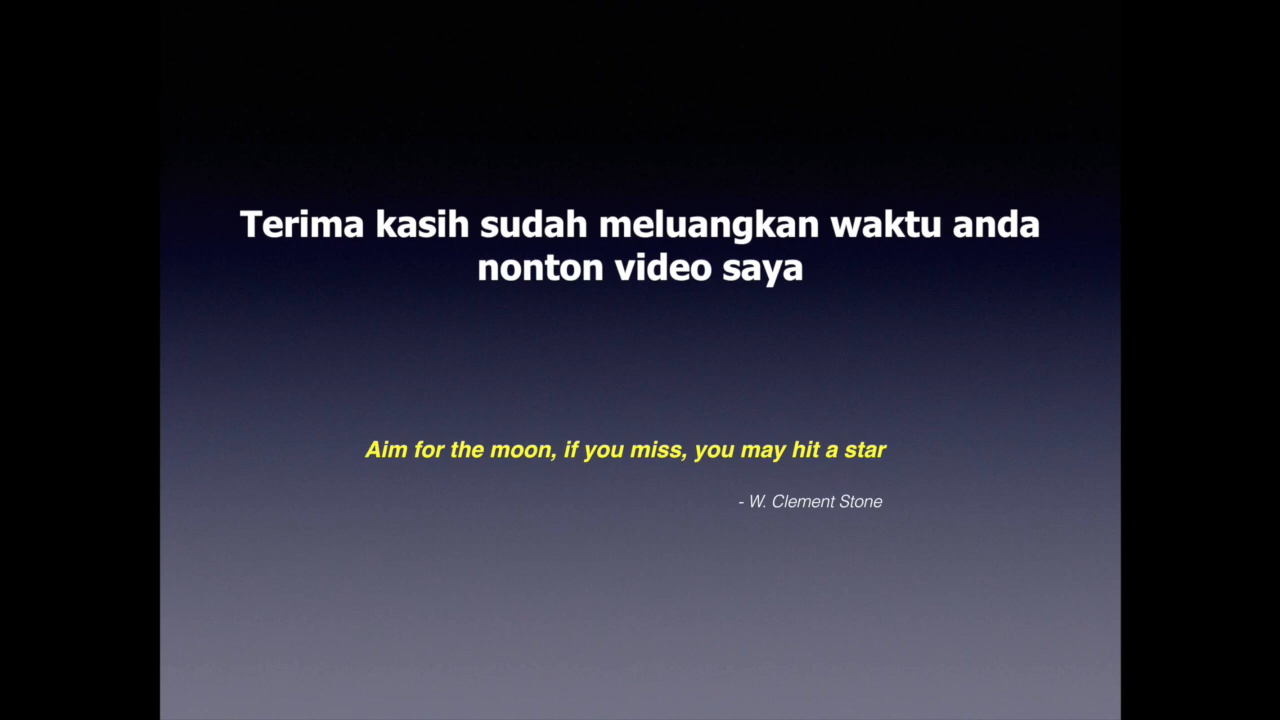 Terima kasih sudah meluangkan waktu anda
nonton video saya
Aim for the moon, if you miss, you may hit a star
- W. Clement Stone